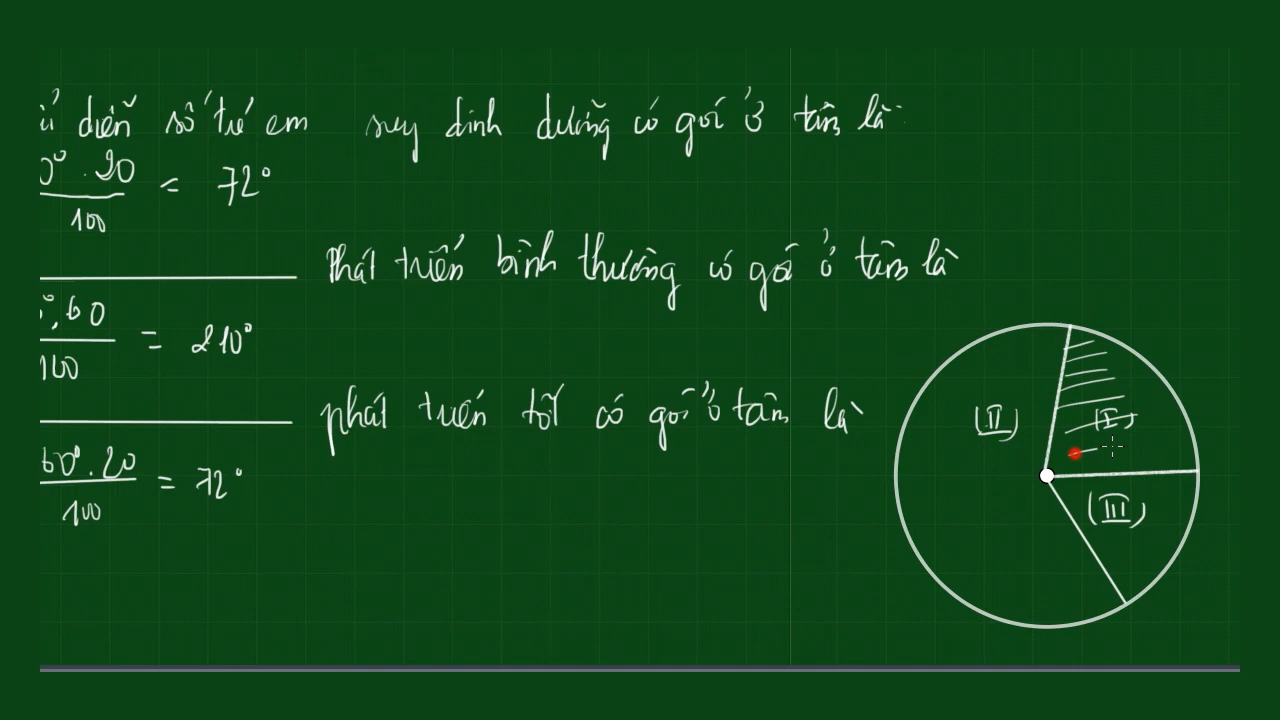 diễn số trẻ em suy dinh dưỡng có góc ở tâm là:
0° . 20 / 100 = 72°
Phát triển bình thường có góc ở tâm là
°.60 / 100 = 210°
phát triển tốt có góc ở tâm là
60°.20 / 100 = 72°
(II)
(I)
(III)